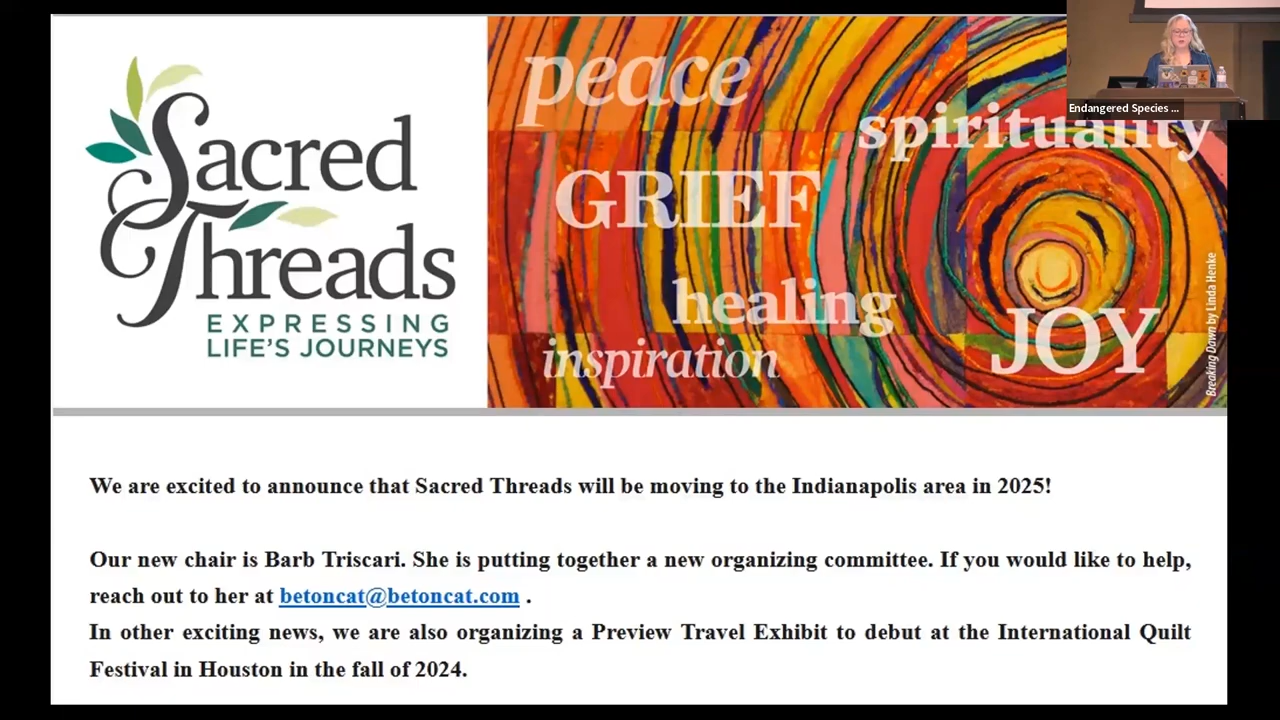 Sacred
Threads
EXPRESSING
LIFE'S JOURNEYS
peace
spirituality
GRIEF
healing
inspiration
JOY
Breaking Dawn by Linda Henke
Endangered Species ...
We are excited to announce that Sacred Threads will be moving to the Indianapolis area in 2025!
Our new chair is Barb Triscari. She is putting together a new organizing committee. If you would like to help,
reach out to her at betoncat@betoncat.com .
In other exciting news, we are also organizing a Preview Travel Exhibit to debut at the International Quilt
Festival in Houston in the fall of 2024.